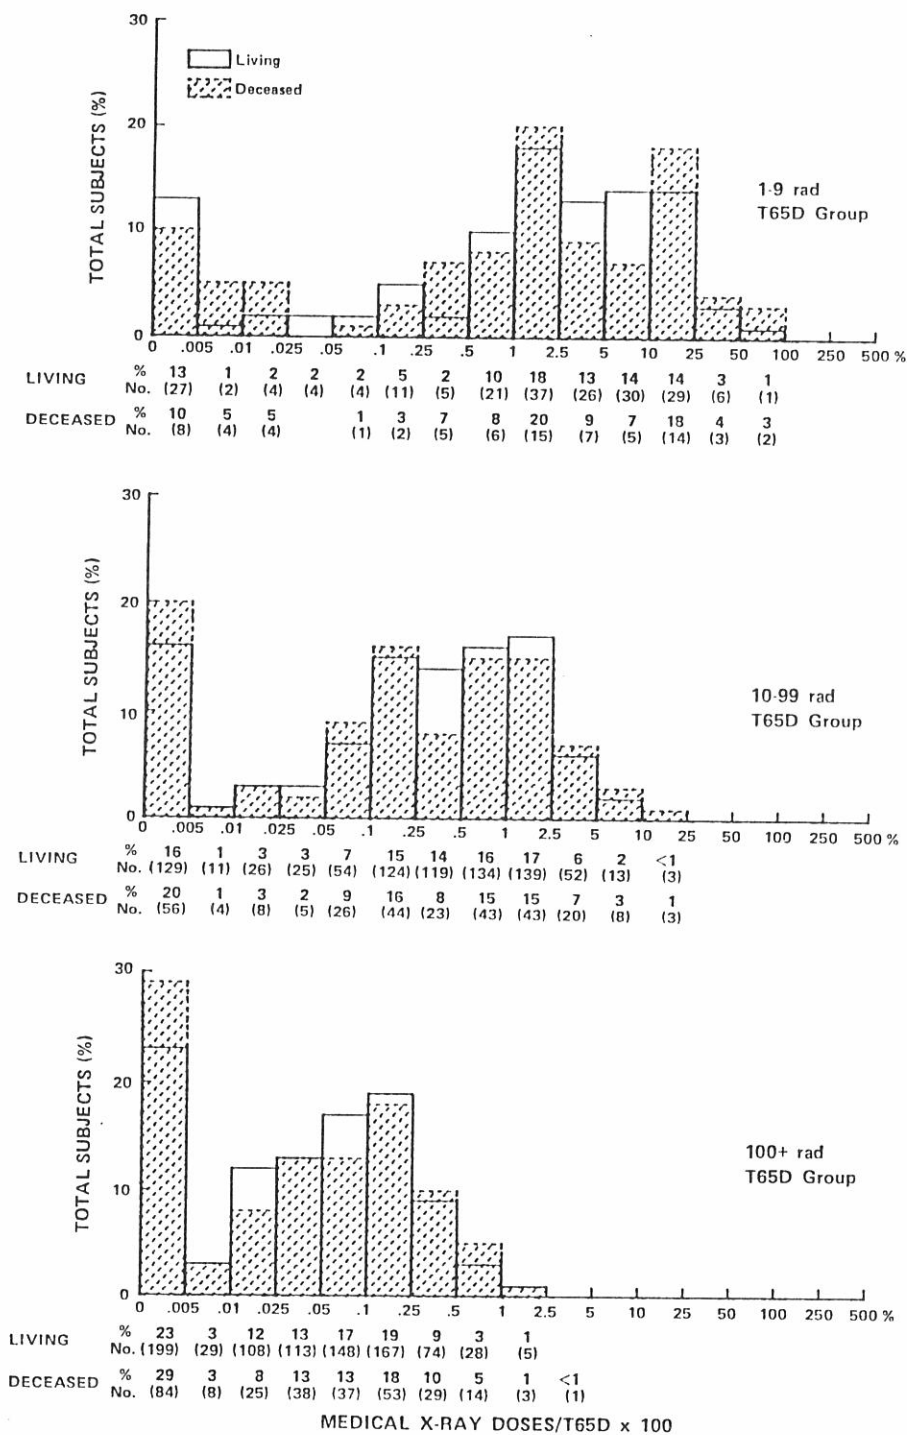 30
Living
Deceased
20
1-9 rad
T65D Group
10
0
TOTAL SUBJECTS (%)
0 .005 .01 .025 .05 .1 .25 .5 1 2.5 5 10 25 50 100 250 500 %
LIVING % 13 1 2 2 2 5 2 10 18 13 14 14 3 1
No. (27) (2) (4) (4) (4) (11) (5) (21) (37) (26) (30) (29) (6) (1)
DECEASED % 10 5 5 1 3 7 8 20 9 7 18 4 3
No. (8) (4) (4) (1) (2) (5) (6) (15) (7) (5) (14) (3) (2)
30
20
10-99 rad
T65D Group
10
0
TOTAL SUBJECTS (%)
0 .005 .01 .025 .05 .1 .25 .5 1 2.5 5 10 25 50 100 250 500 %
LIVING % 16 1 3 3 7 15 14 16 17 6 2 <1
No. (129) (11) (26) (25) (54) (124) (119) (134) (139) (52) (13) (3)
DECEASED % 20 1 3 2 9 16 8 15 15 7 3 1
No. (56) (4) (8) (5) (26) (44) (23) (43) (43) (20) (8) (3)
30
20
100+ rad
T65D Group
10
0
TOTAL SUBJECTS (%)
0 .005 .01 .025 .05 .1 .25 .5 1 2.5 5 10 25 50 100 250 500 %
LIVING % 23 3 12 13 17 19 9 3 1
No. (199) (29) (108) (113) (148) (167) (74) (28) (5)
DECEASED % 29 3 8 13 13 18 10 5 1 <1
No. (84) (8) (25) (38) (37) (53) (29) (14) (3) (1)
MEDICAL X-RAY DOSES/T65D x 100